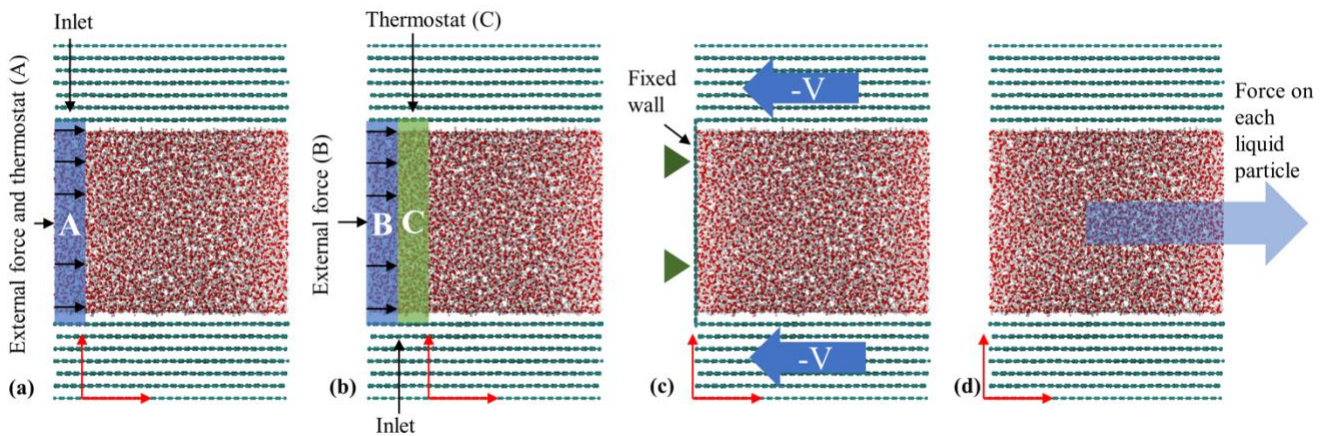 Inlet
External force and thermostat (A)
A
(a)
Thermostat (C)
External force (B)
B
C
(b)
Inlet
Fixed
wall
-V
-V
(c)
Force on
each
liquid
particle
(d)